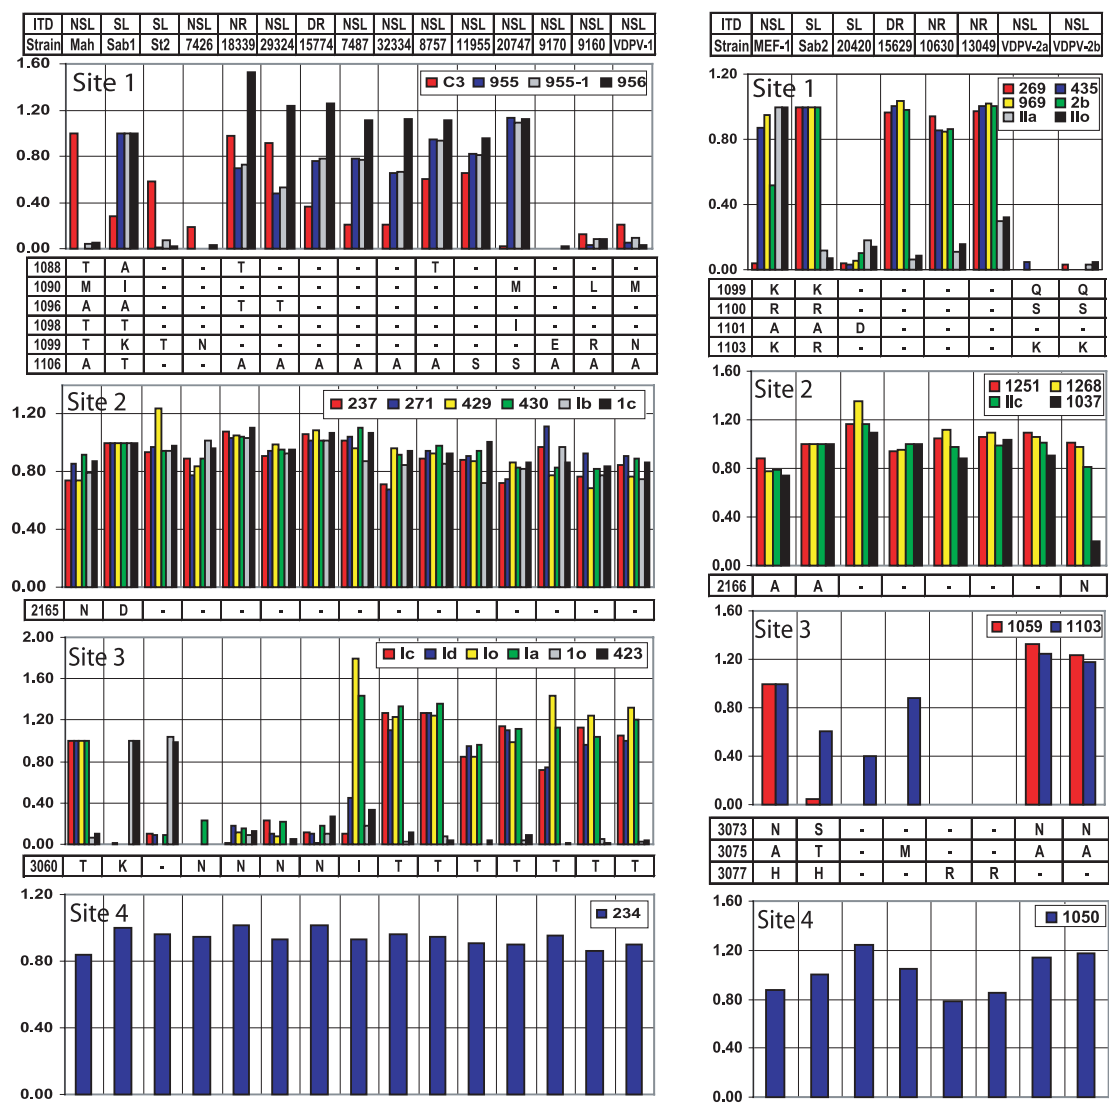 ITD NSL SL SL NSL NR NSL DR NSL NSL NSL NSL NSL NSL NSL NSL
Strain Mah Sab1 St2 7426 18339 29324 15774 7487 32334 8757 11955 20747 9170 9160 VDPV-1
1.60
1.20
0.80
0.40
0.00
Site 1
C3 955 955-1 956
1088 T A - - T - - - - T - - - - -
1090 M I - - - - - - - - - M - L M
1096 A A - - T T - - - - - - - - -
1098 T T - - - - - - - - - I - - -
1099 T K T N - - - - - - - - E R N
1106 A T - - A A A A A A S S A A A
1.20
0.80
0.40
0.00
Site 2
237 271 429 430 Ib 1c
2165 N D - - - - - - - - - - - - -
2.00
1.60
1.20
0.80
0.40
0.00
Site 3
Ic Id Io Ia 1o 423
3060 T K - N N N N I T T T T T T T
1.20
0.80
0.40
0.00
Site 4
234
ITD NSL SL SL DR NR NR NSL NSL
Strain MEF-1 Sab2 20420 15629 10630 13049 VDPV-2a VDPV-2b
1.20
0.80
0.40
0.00
Site 1
269 435
969 2b
IIa IIo
1099 K K - - - - Q Q
1100 R R - - - - S S
1101 A A D - - - - -
1103 K R - - - - K K
1.60
1.20
0.80
0.40
0.00
Site 2
1251 1268
IIc 1037
2166 A A - - - - - N
1.60
1.20
0.80
0.40
0.00
Site 3
1059 1103
3073 N S - - - - N N
3075 A T - M - - A A
3077 H H - - R R - -
1.60
1.20
0.80
0.40
0.00
Site 4
1050